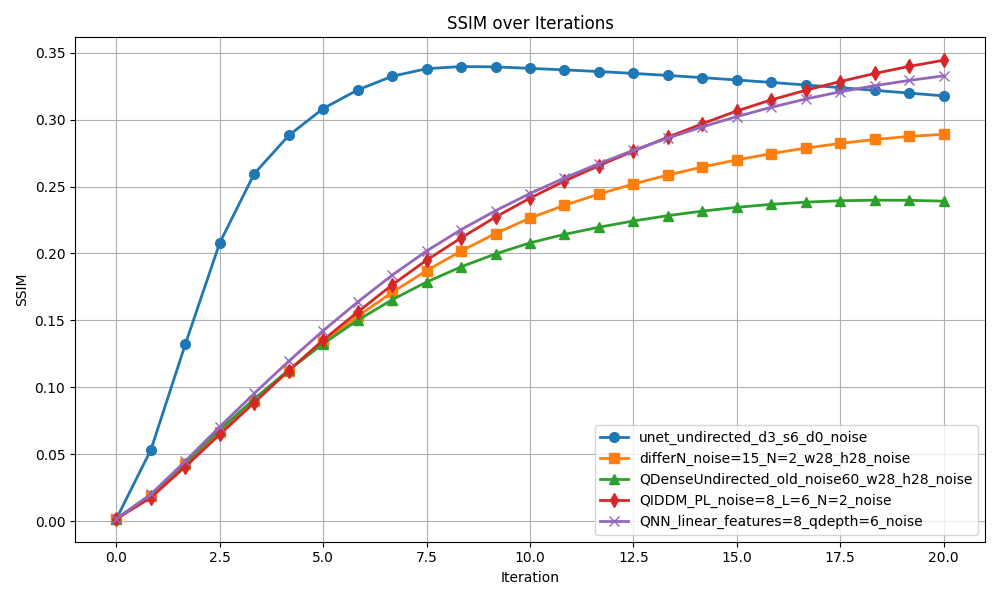 SSIM over Iterations
SSIM
0.35
0.30
0.25
0.20
0.15
0.10
0.05
0.00
unet_undirected_d3_s6_d0_noise
differN_noise=15_N=2_w28_h28_noise
QDenseUndirected_old_noise60_w28_h28_noise
QIDDM_PL_noise=8_L=6_N=2_noise
QNN_linear_features=8_qdepth=6_noise
0.0 2.5 5.0 7.5 10.0 12.5 15.0 17.5 20.0
Iteration